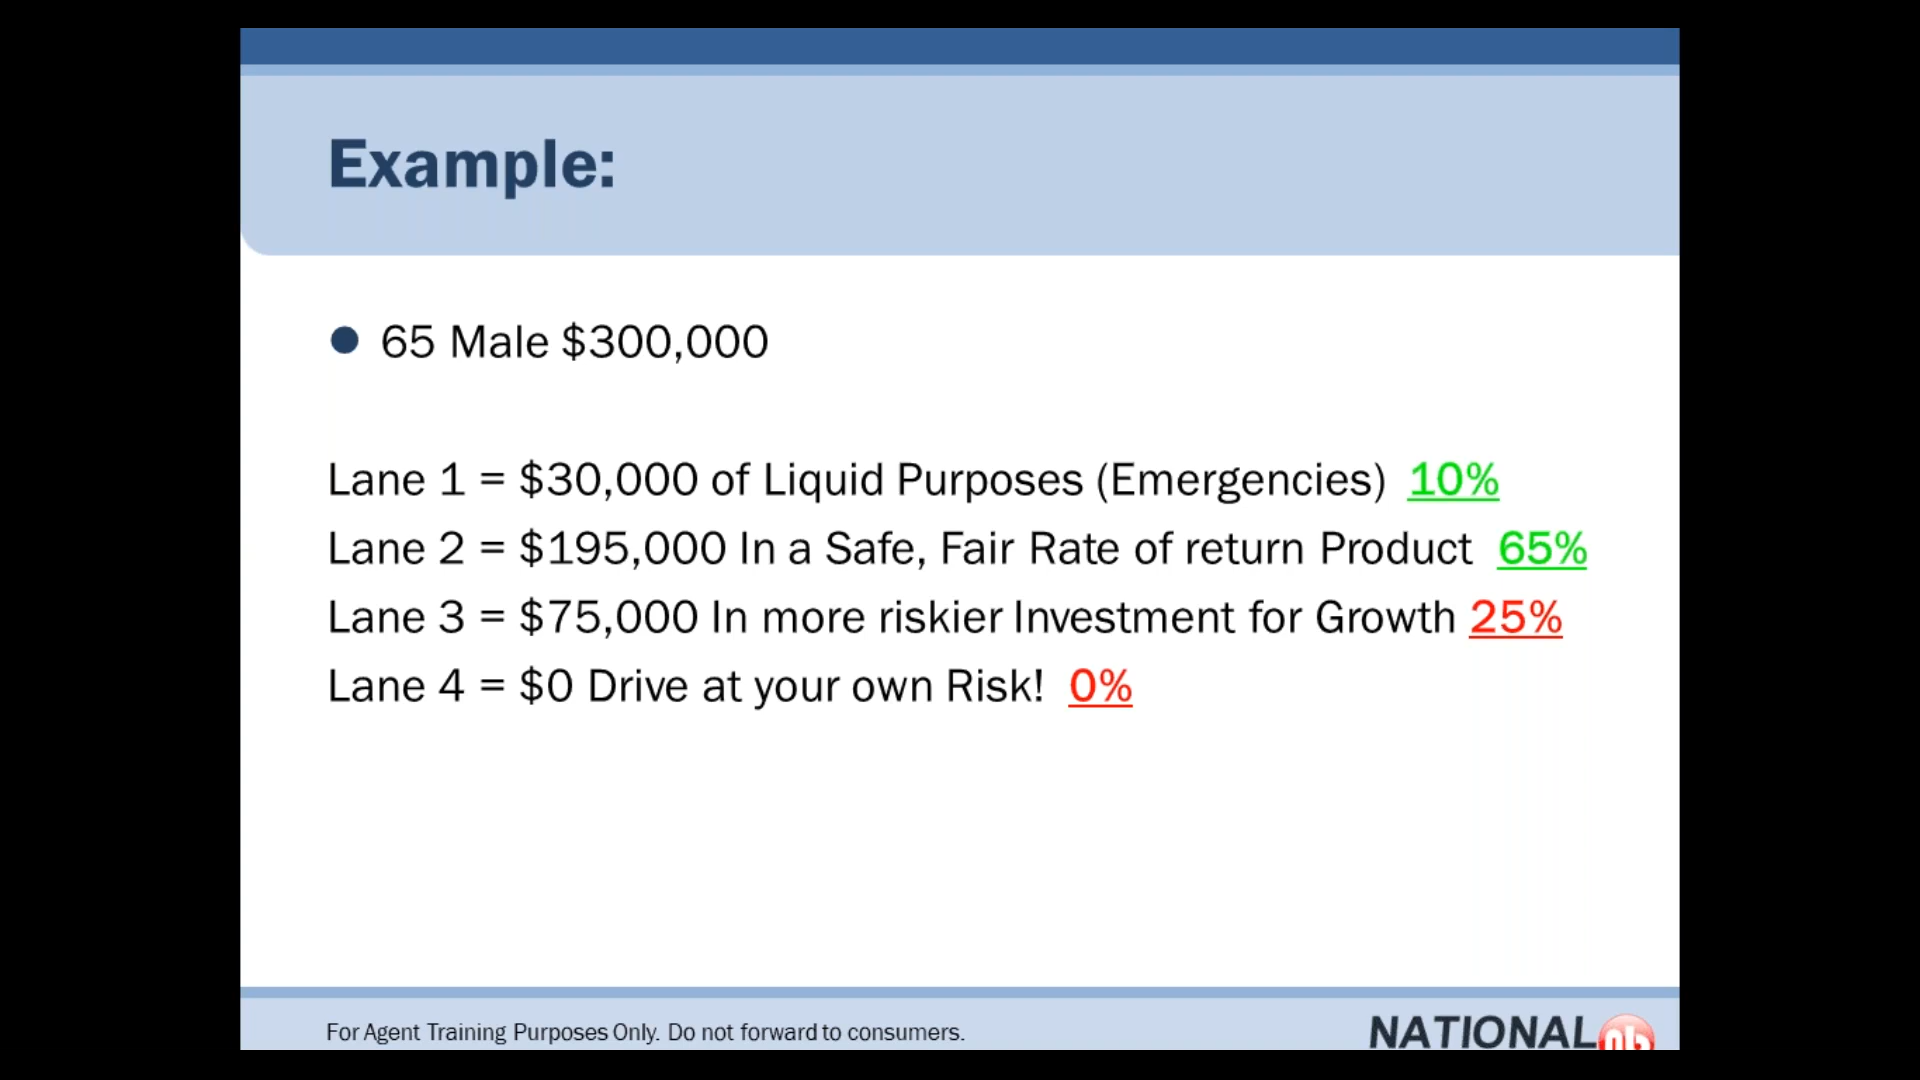 Example:
65 Male $300,000
Lane 1 = $30,000 of Liquid Purposes (Emergencies) 10%
Lane 2 = $195,000 In a Safe, Fair Rate of return Product 65%
Lane 3 = $75,000 In more riskier Investment for Growth 25%
Lane 4 = $0 Drive at your own Risk! 0%
For Agent Training Purposes Only. Do not forward to consumers.
NATIONAL nb